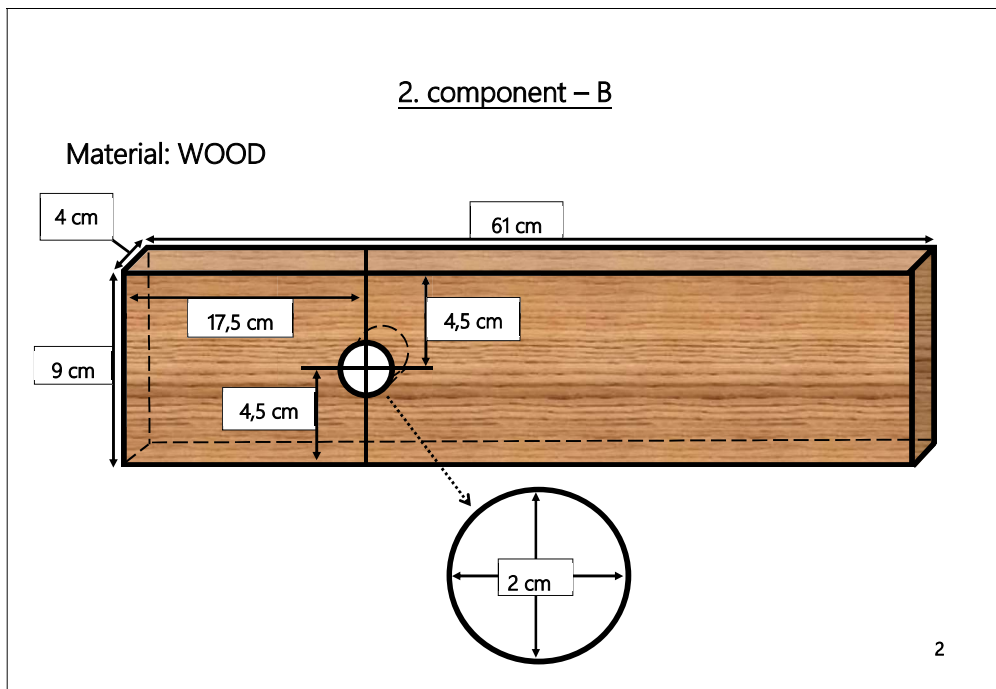 2. component – B
Material: WOOD
4 cm
61 cm
17,5 cm
4,5 cm
9 cm
4,5 cm
2 cm
2